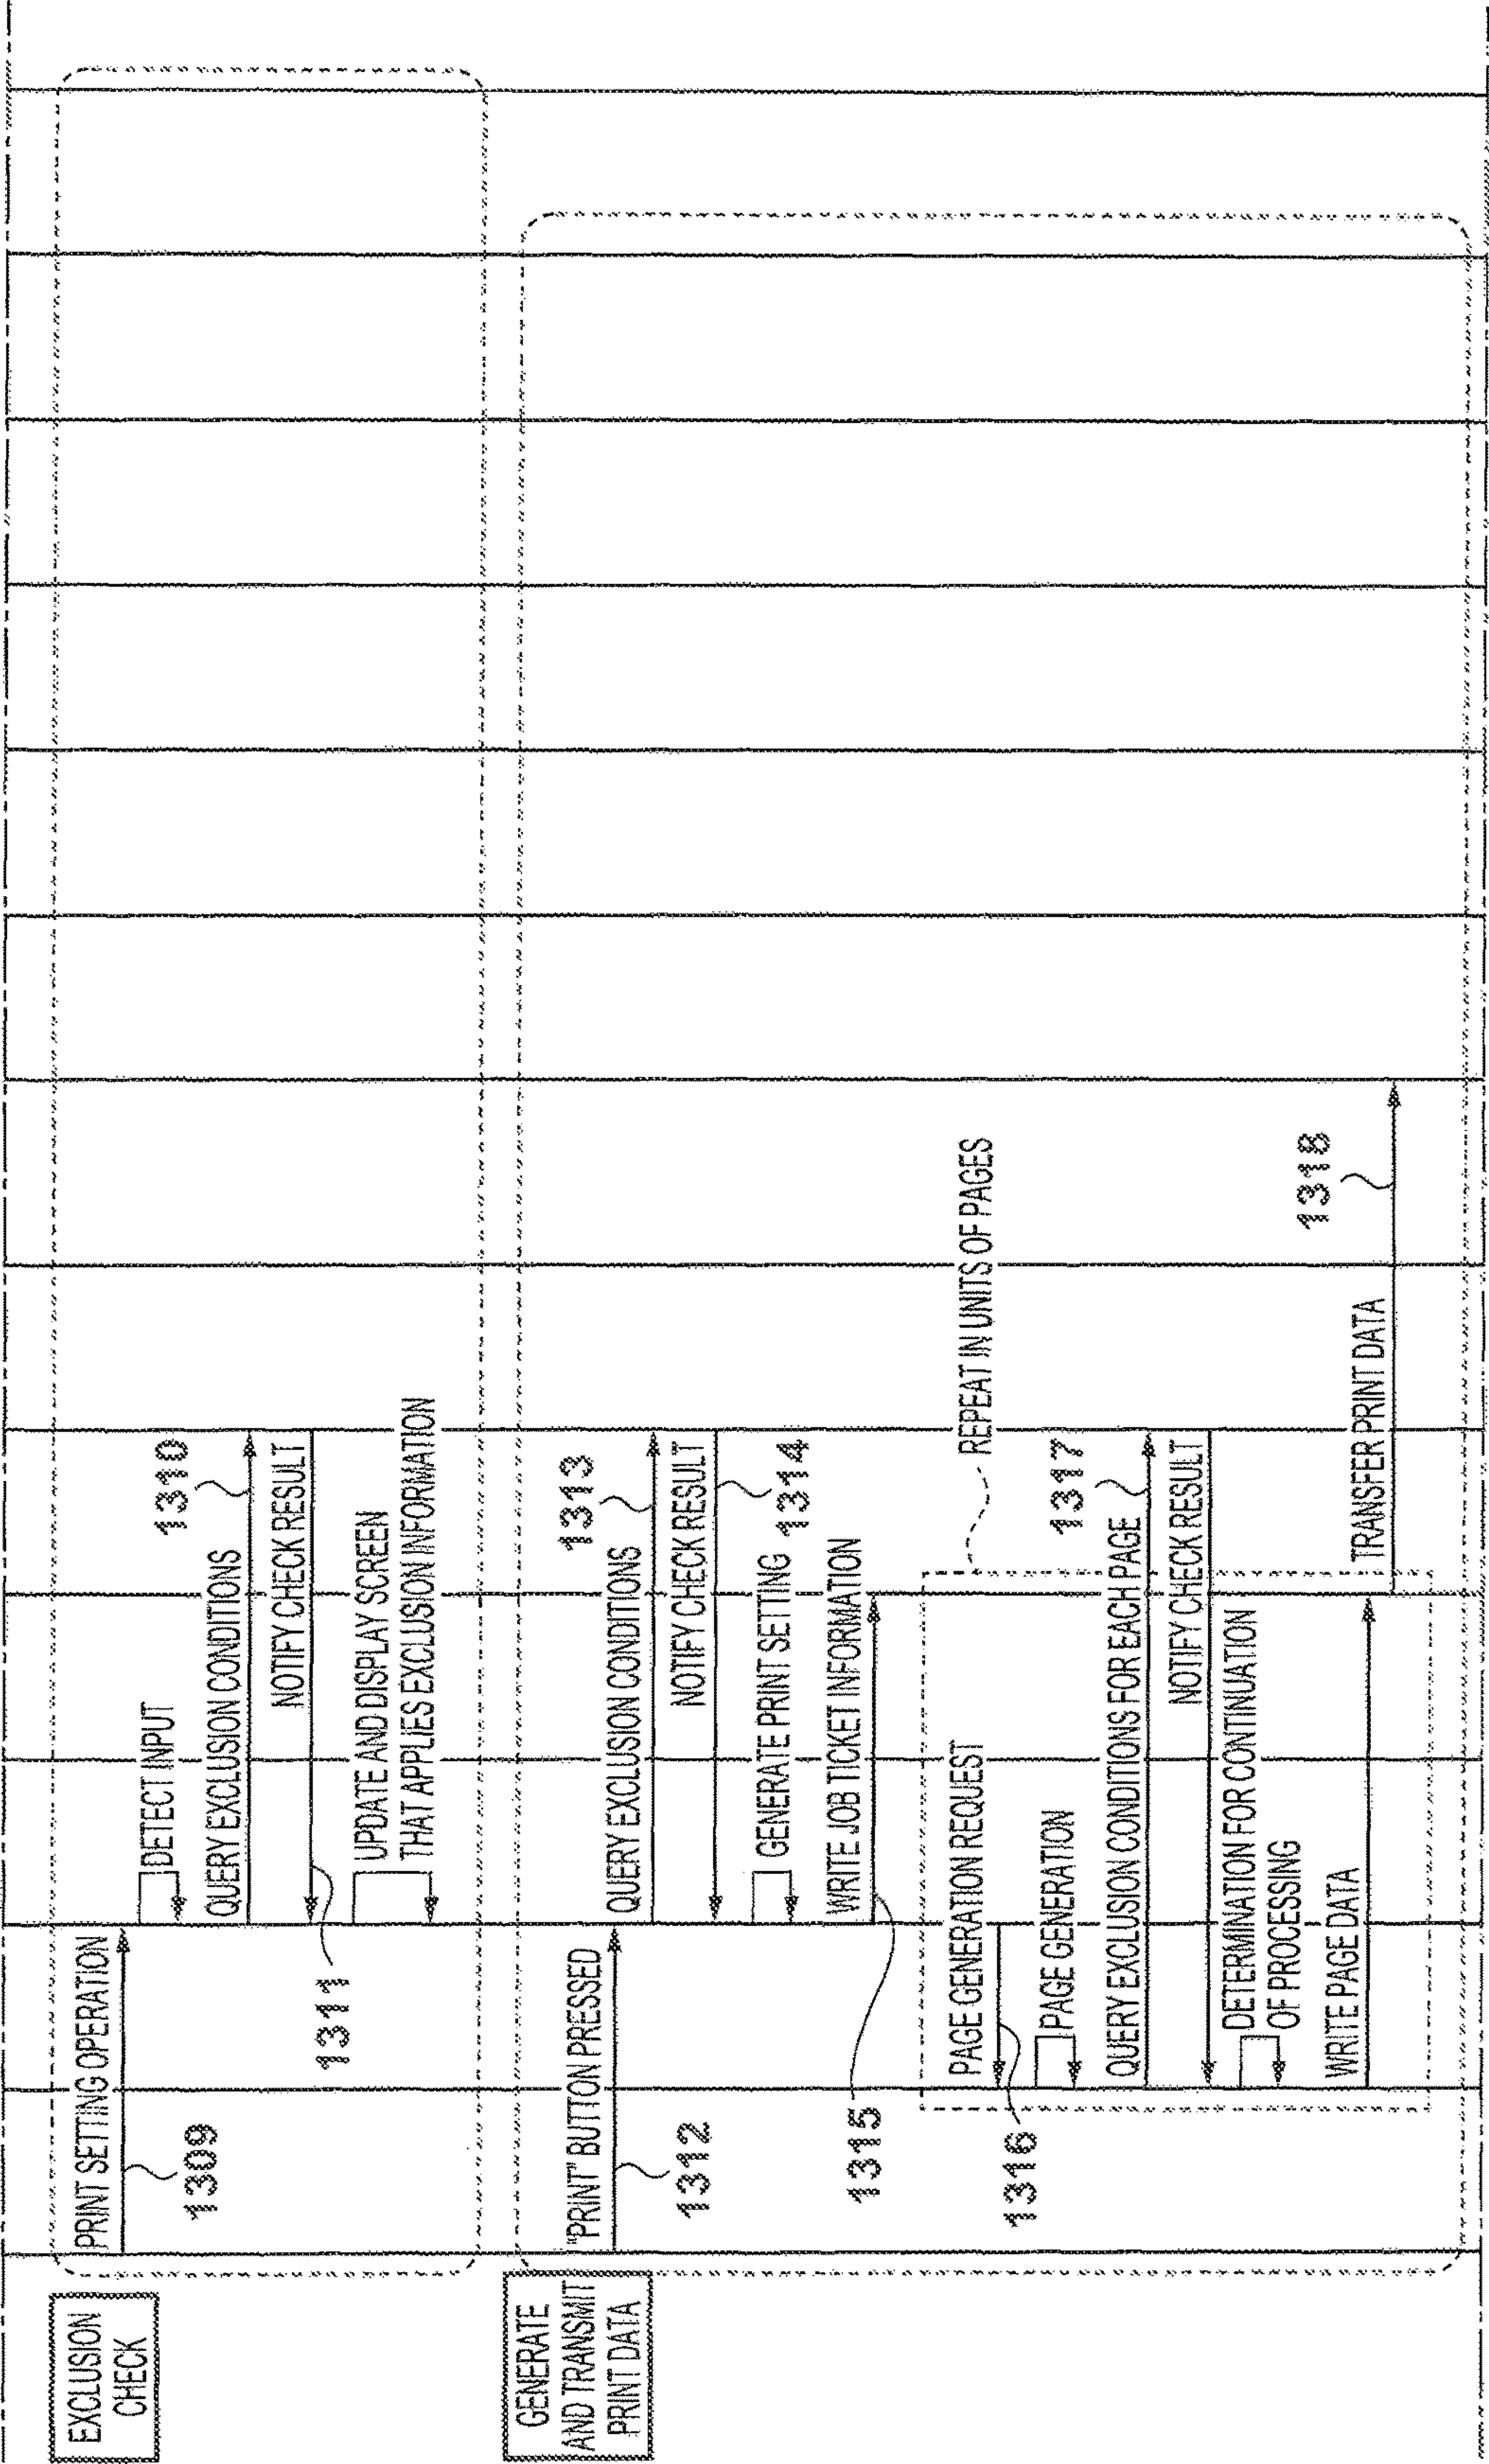 EXCLUSION
CHECK
PRINT SETTING OPERATION
1309
DETECT INPUT
QUERY EXCLUSION CONDITIONS
1310
NOTIFY CHECK RESULT
1311
UPDATE AND DISPLAY SCREEN
THAT APPLIES EXCLUSION INFORMATION
GENERATE
AND TRANSMIT
PRINT DATA
"PRINT" BUTTON PRESSED
1312
QUERY EXCLUSION CONDITIONS
1313
NOTIFY CHECK RESULT
1314
GENERATE PRINT SETTING
WRITE JOB TICKET INFORMATION
1315
REPEAT IN UNITS OF PAGES
PAGE GENERATION REQUEST
1316
PAGE GENERATION
QUERY EXCLUSION CONDITIONS FOR EACH PAGE
1317
NOTIFY CHECK RESULT
DETERMINATION FOR CONTINUATION
OF PROCESSING
WRITE PAGE DATA
TRANSFER PRINT DATA
1318